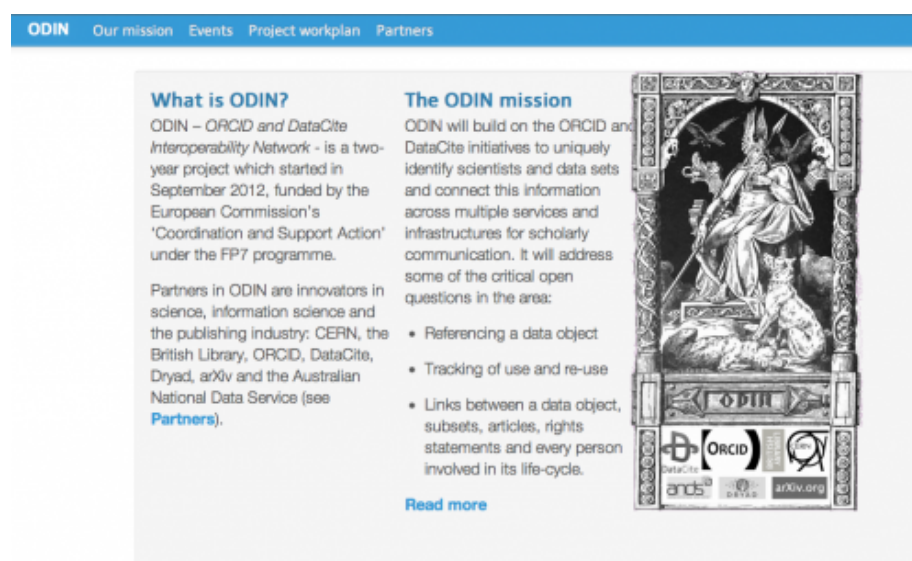 ODIN Our mission Events Project workplan Partners
What is ODIN?
ODIN – ORCID and DataCite
Interoperability Network - is a two-
year project which started in
September 2012, funded by the
European Commission's
'Coordination and Support Action'
under the FP7 programme.
Partners in ODIN are innovators in
science, information science and
the publishing industry: CERN, the
British Library, ORCID, DataCite,
Dryad, arXiv and the Australian
National Data Service (see
Partners).
The ODIN mission
ODIN will build on the ORCID and
DataCite initiatives to uniquely
identify scientists and data sets
and connect this information
across multiple services and
infrastructures for scholarly
communication. It will address
some of the critical open
questions in the area:
• Referencing a data object
• Tracking of use and re-use
• Links between a data object,
subsets, articles, rights
statements and every person
involved in its life-cycle.
Read more
ODIN
DataCite ORCID CERN
ands DRYAD arXiv.org